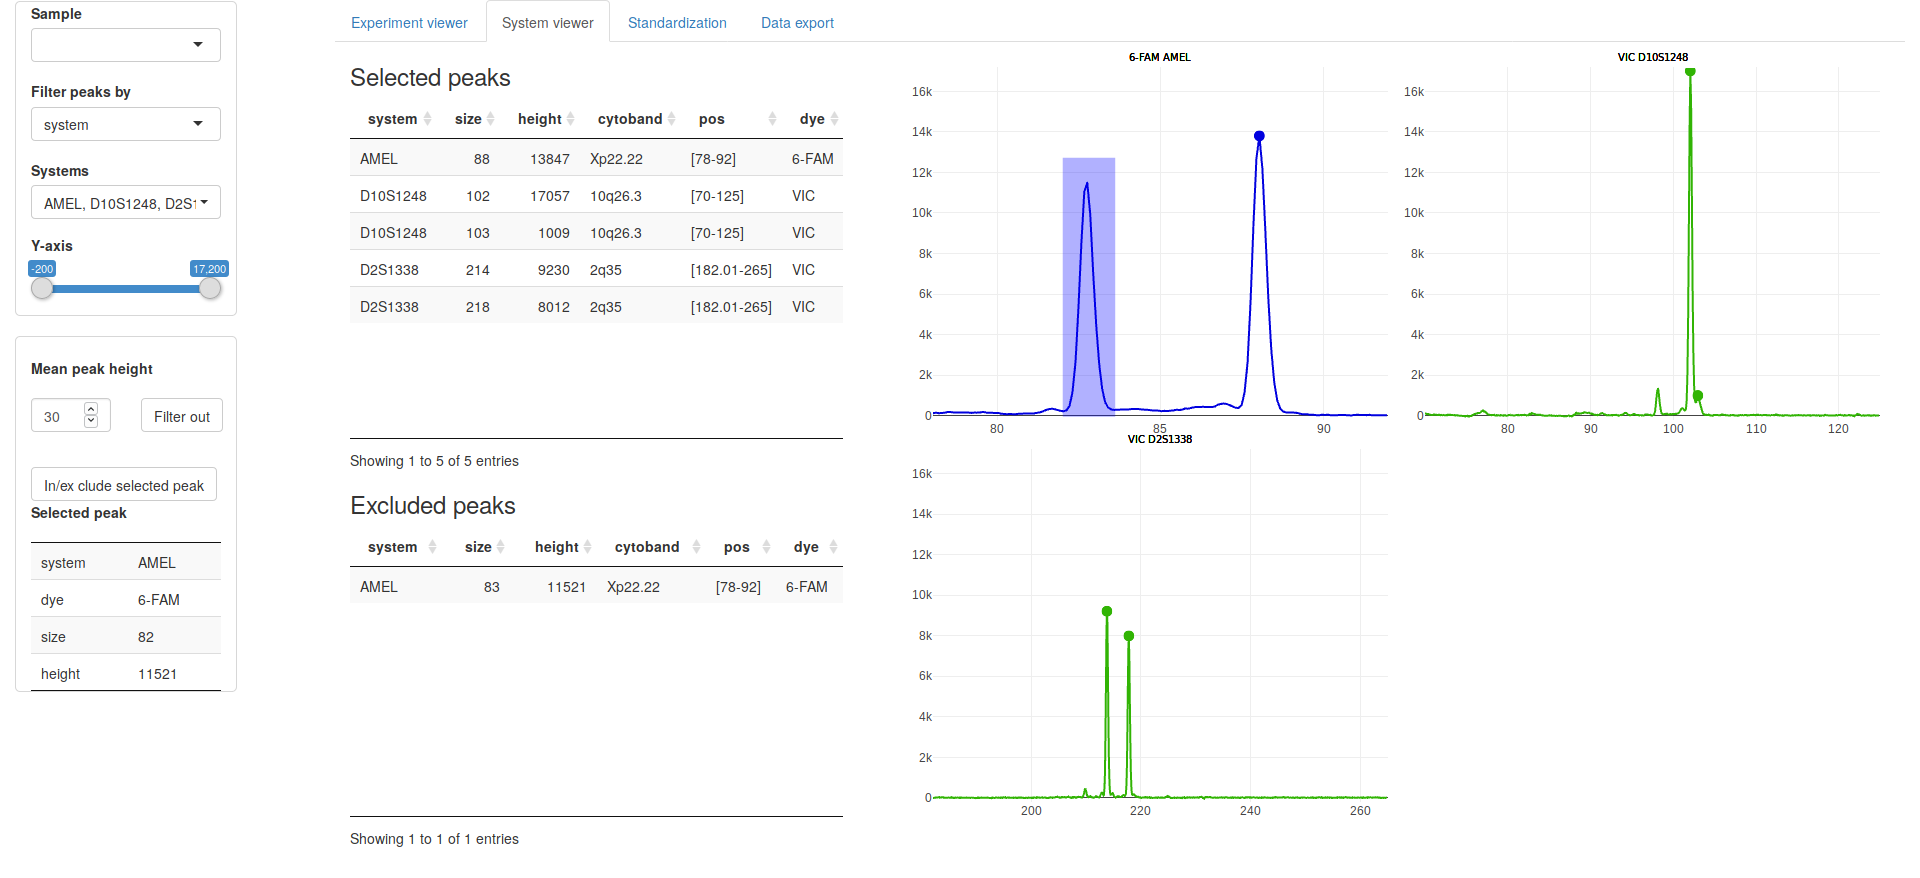 Sample
Filter peaks by
system
Systems
AMEL, D10S1248, D2S1
Y-axis
-200
17,200
Mean peak height
30
Filter out
In/ex clude selected peak
Selected peak
system AMEL
dye 6-FAM
size 82
height 11521
Experiment viewer
System viewer
Standardization
Data export
Selected peaks
system size height cytoband pos dye
AMEL 88 13847 Xp22.22 [78-92] 6-FAM
D10S1248 102 17057 10q26.3 [70-125] VIC
D10S1248 103 1009 10q26.3 [70-125] VIC
D2S1338 214 9230 2q35 [182.01-265] VIC
D2S1338 218 8012 2q35 [182.01-265] VIC
Showing 1 to 5 of 5 entries
Excluded peaks
system size height cytoband pos dye
AMEL 83 11521 Xp22.22 [78-92] 6-FAM
Showing 1 to 1 of 1 entries
6-FAM AMEL
16k
14k
12k
10k
8k
6k
4k
2k
0
80 85 90
VIC D10S1248
16k
14k
12k
10k
8k
6k
4k
2k
0
80 90 100 110 120
VIC D2S1338
16k
14k
12k
10k
8k
6k
4k
2k
0
200 220 240 260